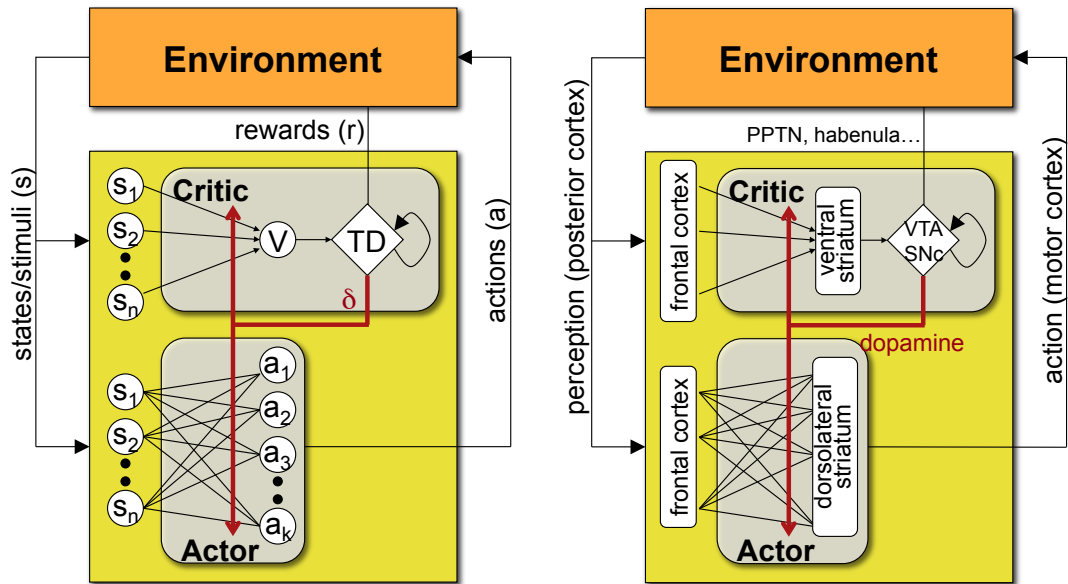 Environment
rewards (r)
states/stimuli (s)
actions (a)
s1
s2
sn
Critic
V
TD
δ
s1
s2
sn
a1
a2
a3
ak
Actor
Environment
PPTN, habenula...
perception (posterior cortex)
action (motor cortex)
frontal cortex
Critic
ventral
striatum
VTA
SNc
dopamine
frontal cortex
dorsolateral
striatum
Actor